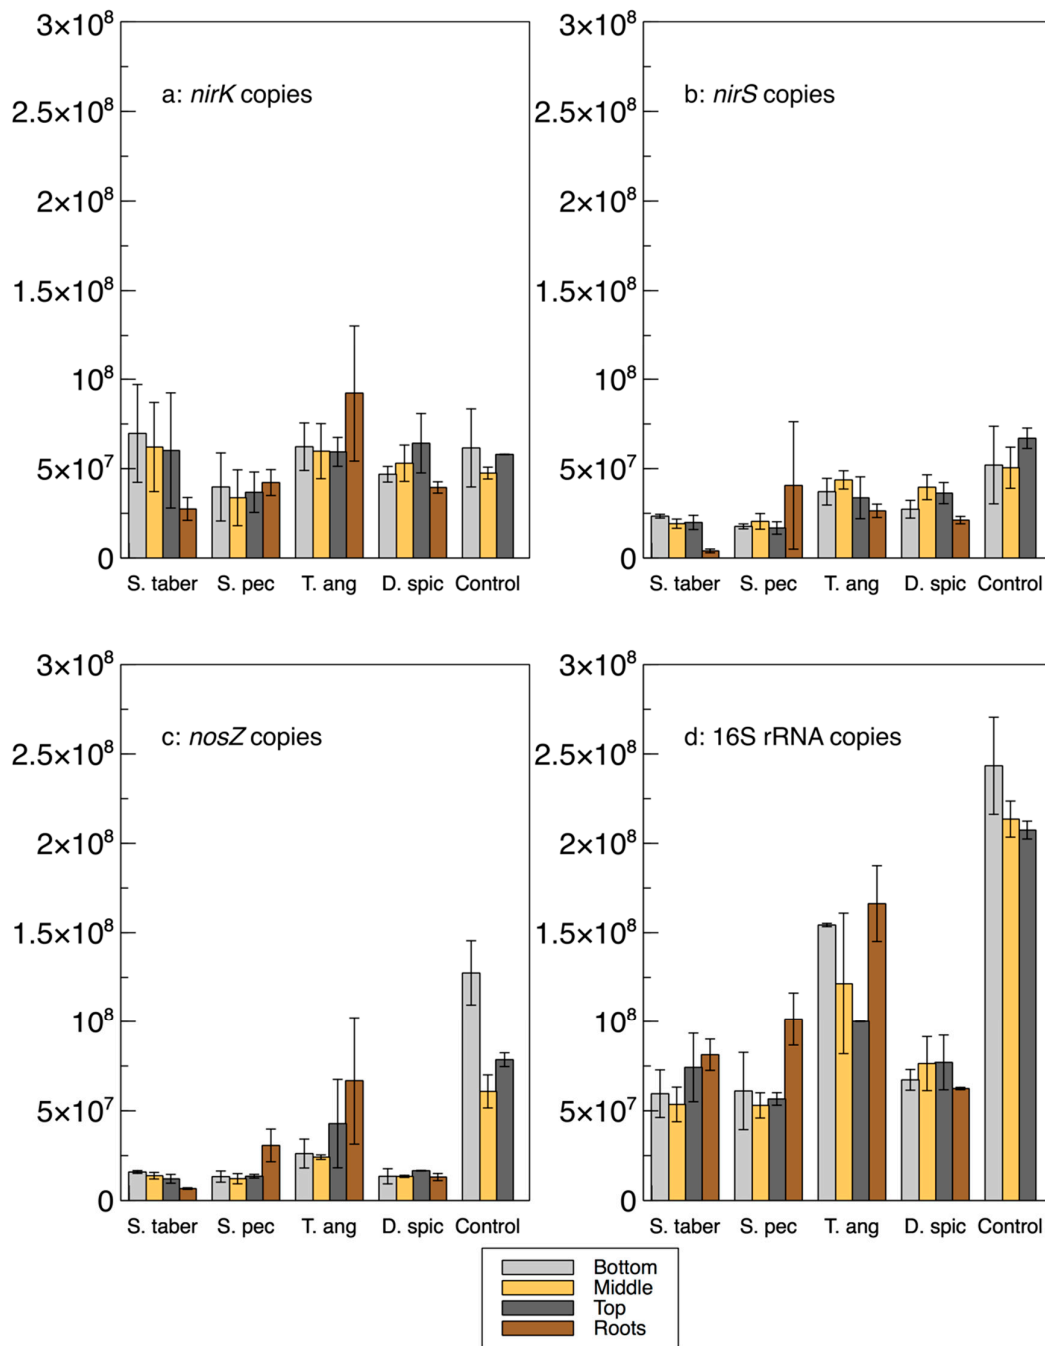 3×10⁸
2.5×10⁸
2×10⁸
1.5×10⁸
10⁸
5×10⁷
0
a: nirK copies
S. taber S. pec T. ang D. spic Control
3×10⁸
2.5×10⁸
2×10⁸
1.5×10⁸
10⁸
5×10⁷
0
b: nirS copies
S. taber S. pec T. ang D. spic Control
3×10⁸
2.5×10⁸
2×10⁸
1.5×10⁸
10⁸
5×10⁷
0
c: nosZ copies
S. taber S. pec T. ang D. spic Control
3×10⁸
2.5×10⁸
2×10⁸
1.5×10⁸
10⁸
5×10⁷
0
d: 16S rRNA copies
S. taber S. pec T. ang D. spic Control
Bottom
Middle
Top
Roots